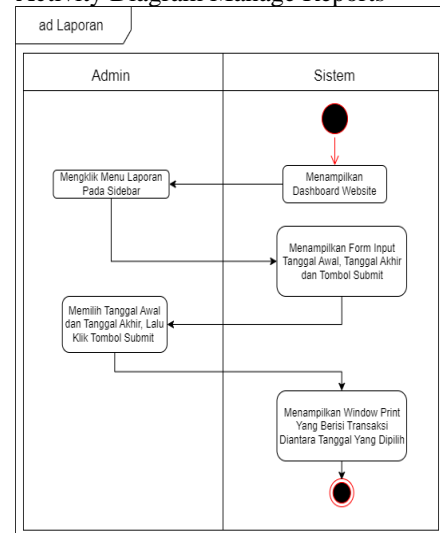 Activity Diagram Manage Reports
ad Laporan
Admin
Sistem
Menampilkan
Dashboard Website
Mengklik Menu Laporan
Pada Sidebar
Menampilkan Form Input
Tanggal Awal, Tanggal Akhir
dan Tombol Submit
Memilih Tanggal Awal
dan Tanggal Akhir, Lalu
Klik Tombol Submit
Menampilkan Window Print
Yang Berisi Transaksi
Diantara Tanggal Yang Dipilih